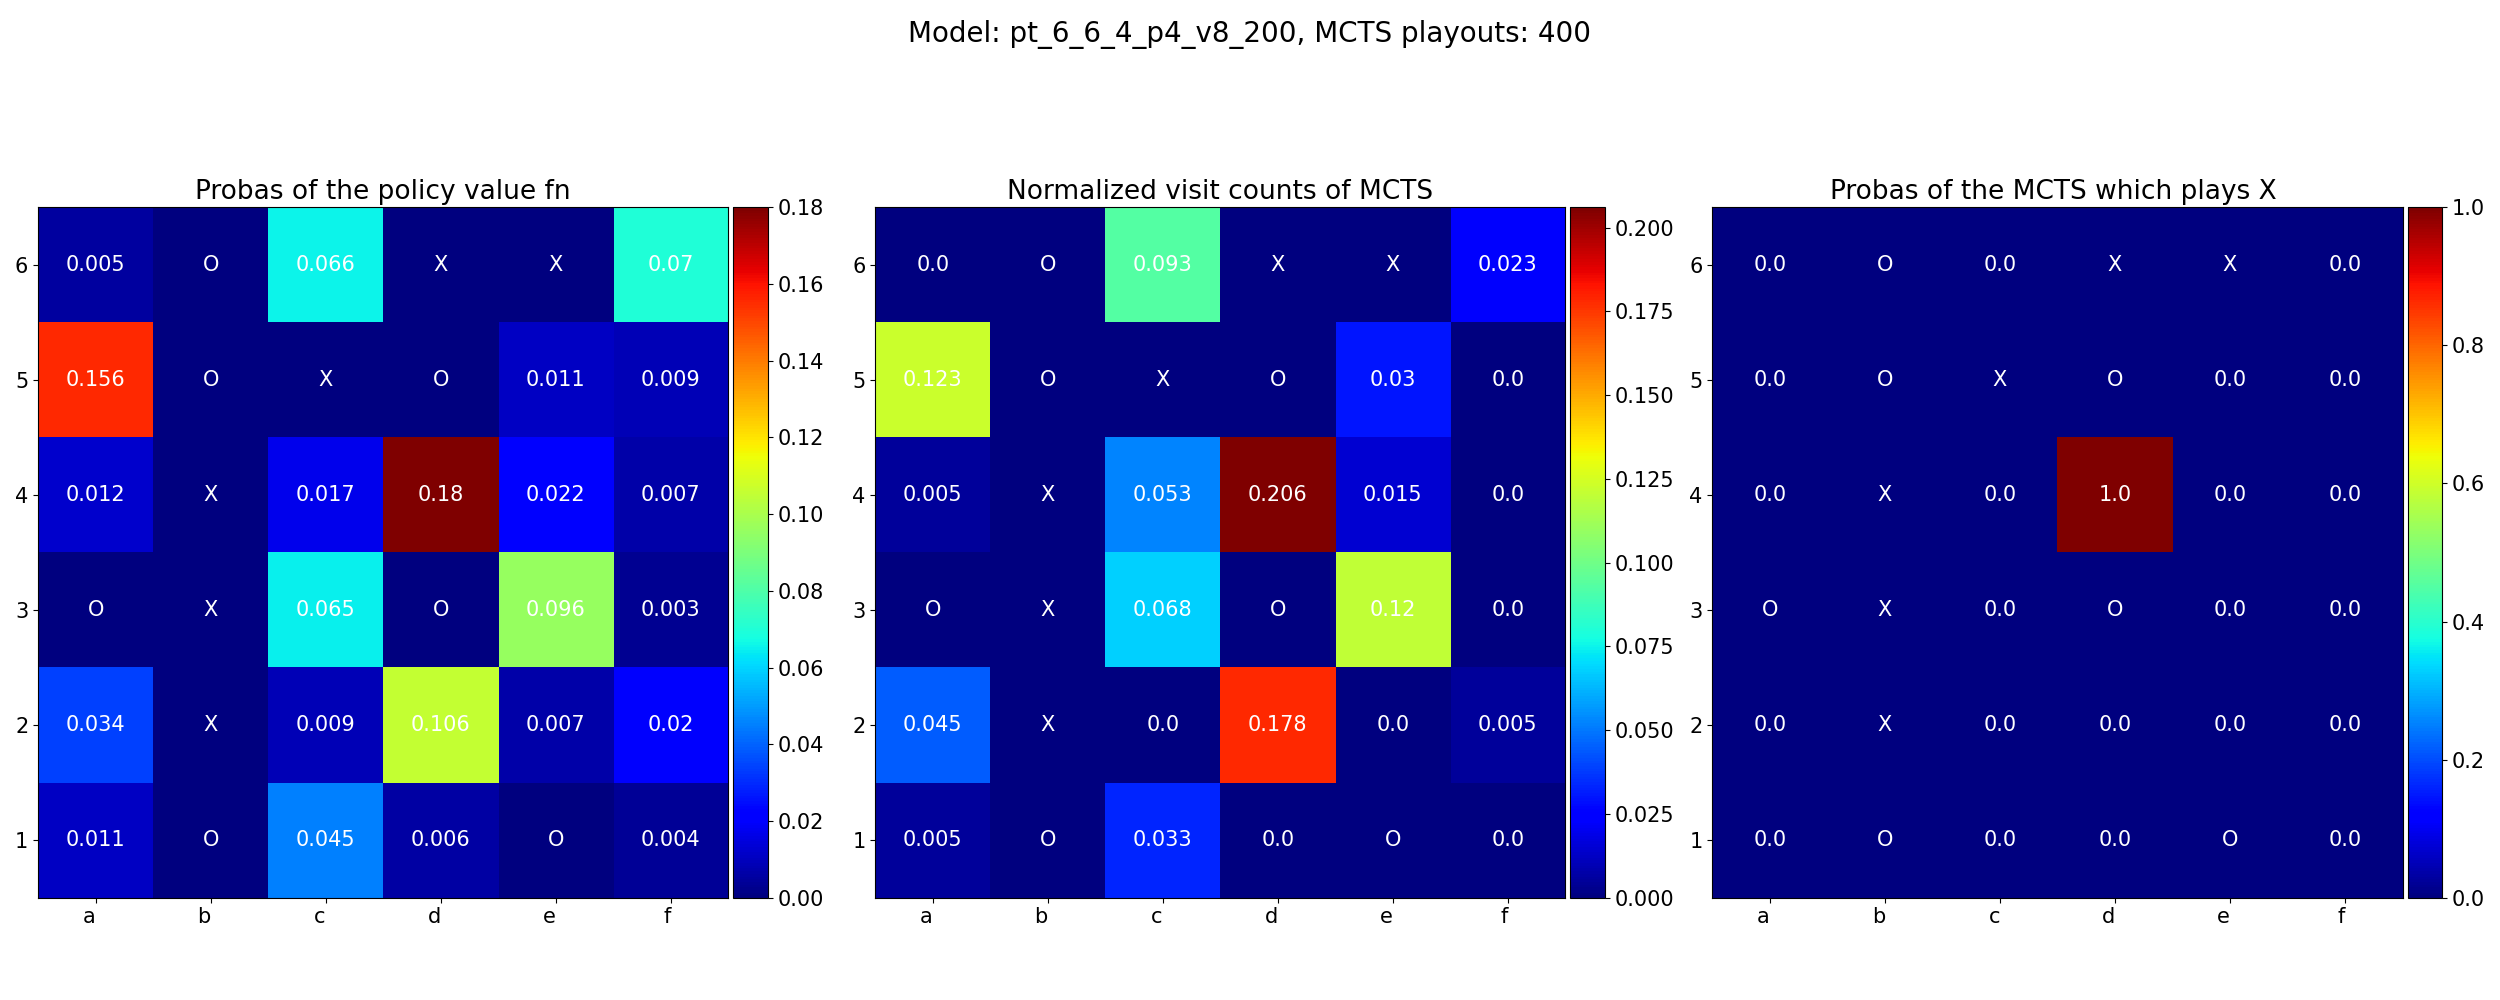 Model: pt_6_6_4_p4_v8_200, MCTS playouts: 400
Probas of the policy value fn
6 0.005 O 0.066 X X 0.07
5 0.156 O X O 0.011 0.009
4 0.012 X 0.017 0.18 0.022 0.007
3 O X 0.065 O 0.096 0.003
2 0.034 X 0.009 0.106 0.007 0.02
1 0.011 O 0.045 0.006 O 0.004
a b c d e f
0.18
0.16
0.14
0.12
0.10
0.08
0.06
0.04
0.02
0.00
Normalized visit counts of MCTS
6 0.0 O 0.093 X X 0.023
5 0.123 O X O 0.03 0.0
4 0.005 X 0.053 0.206 0.015 0.0
3 O X 0.068 O 0.12 0.0
2 0.045 X 0.0 0.178 0.0 0.005
1 0.005 O 0.033 0.0 O 0.0
a b c d e f
0.200
0.175
0.150
0.125
0.100
0.075
0.050
0.025
0.000
Probas of the MCTS which plays X
6 0.0 O 0.0 X X 0.0
5 0.0 O X O 0.0 0.0
4 0.0 X 0.0 1.0 0.0 0.0
3 O X 0.0 O 0.0 0.0
2 0.0 X 0.0 0.0 0.0 0.0
1 0.0 O 0.0 0.0 O 0.0
a b c d e f
1.0
0.8
0.6
0.4
0.2
0.0